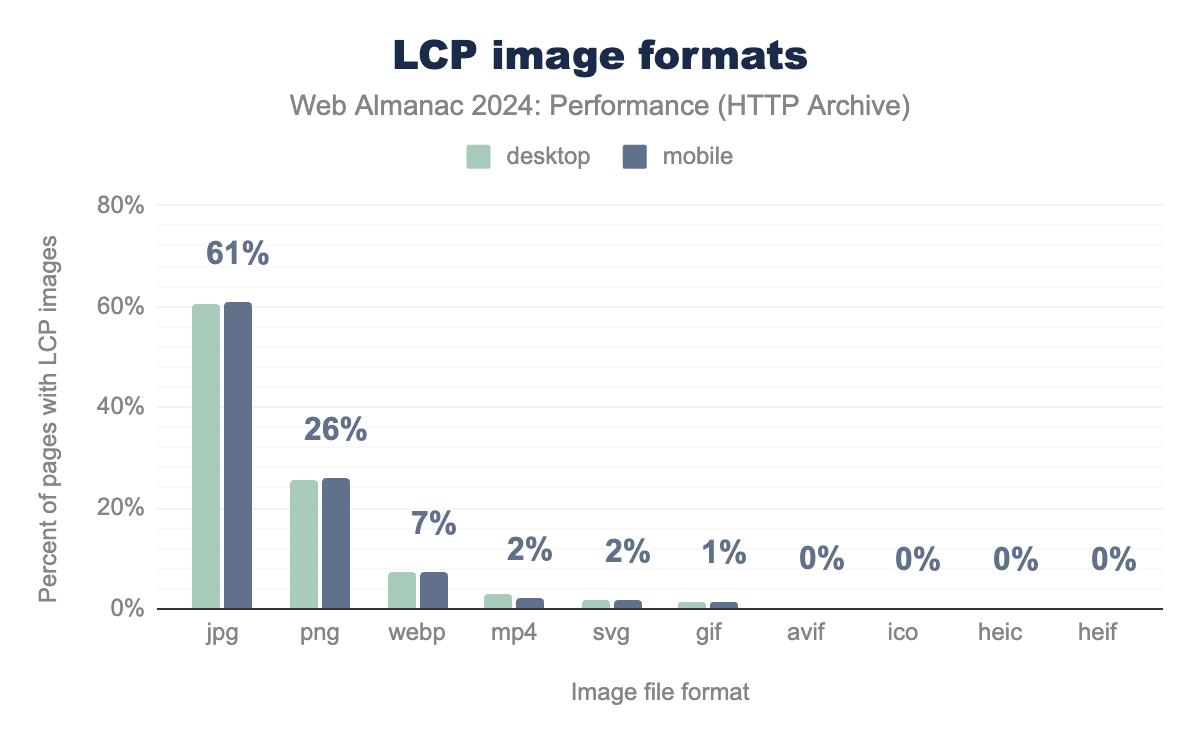 LCP image formats
Web Almanac 2024: Performance (HTTP Archive)
desktop mobile
Percent of pages with LCP images
80%
60%
40%
20%
0%
61%
26%
7%
2%
2%
1%
0%
0%
0%
0%
jpg png webp mp4 svg gif avif ico heic heif
Image file format